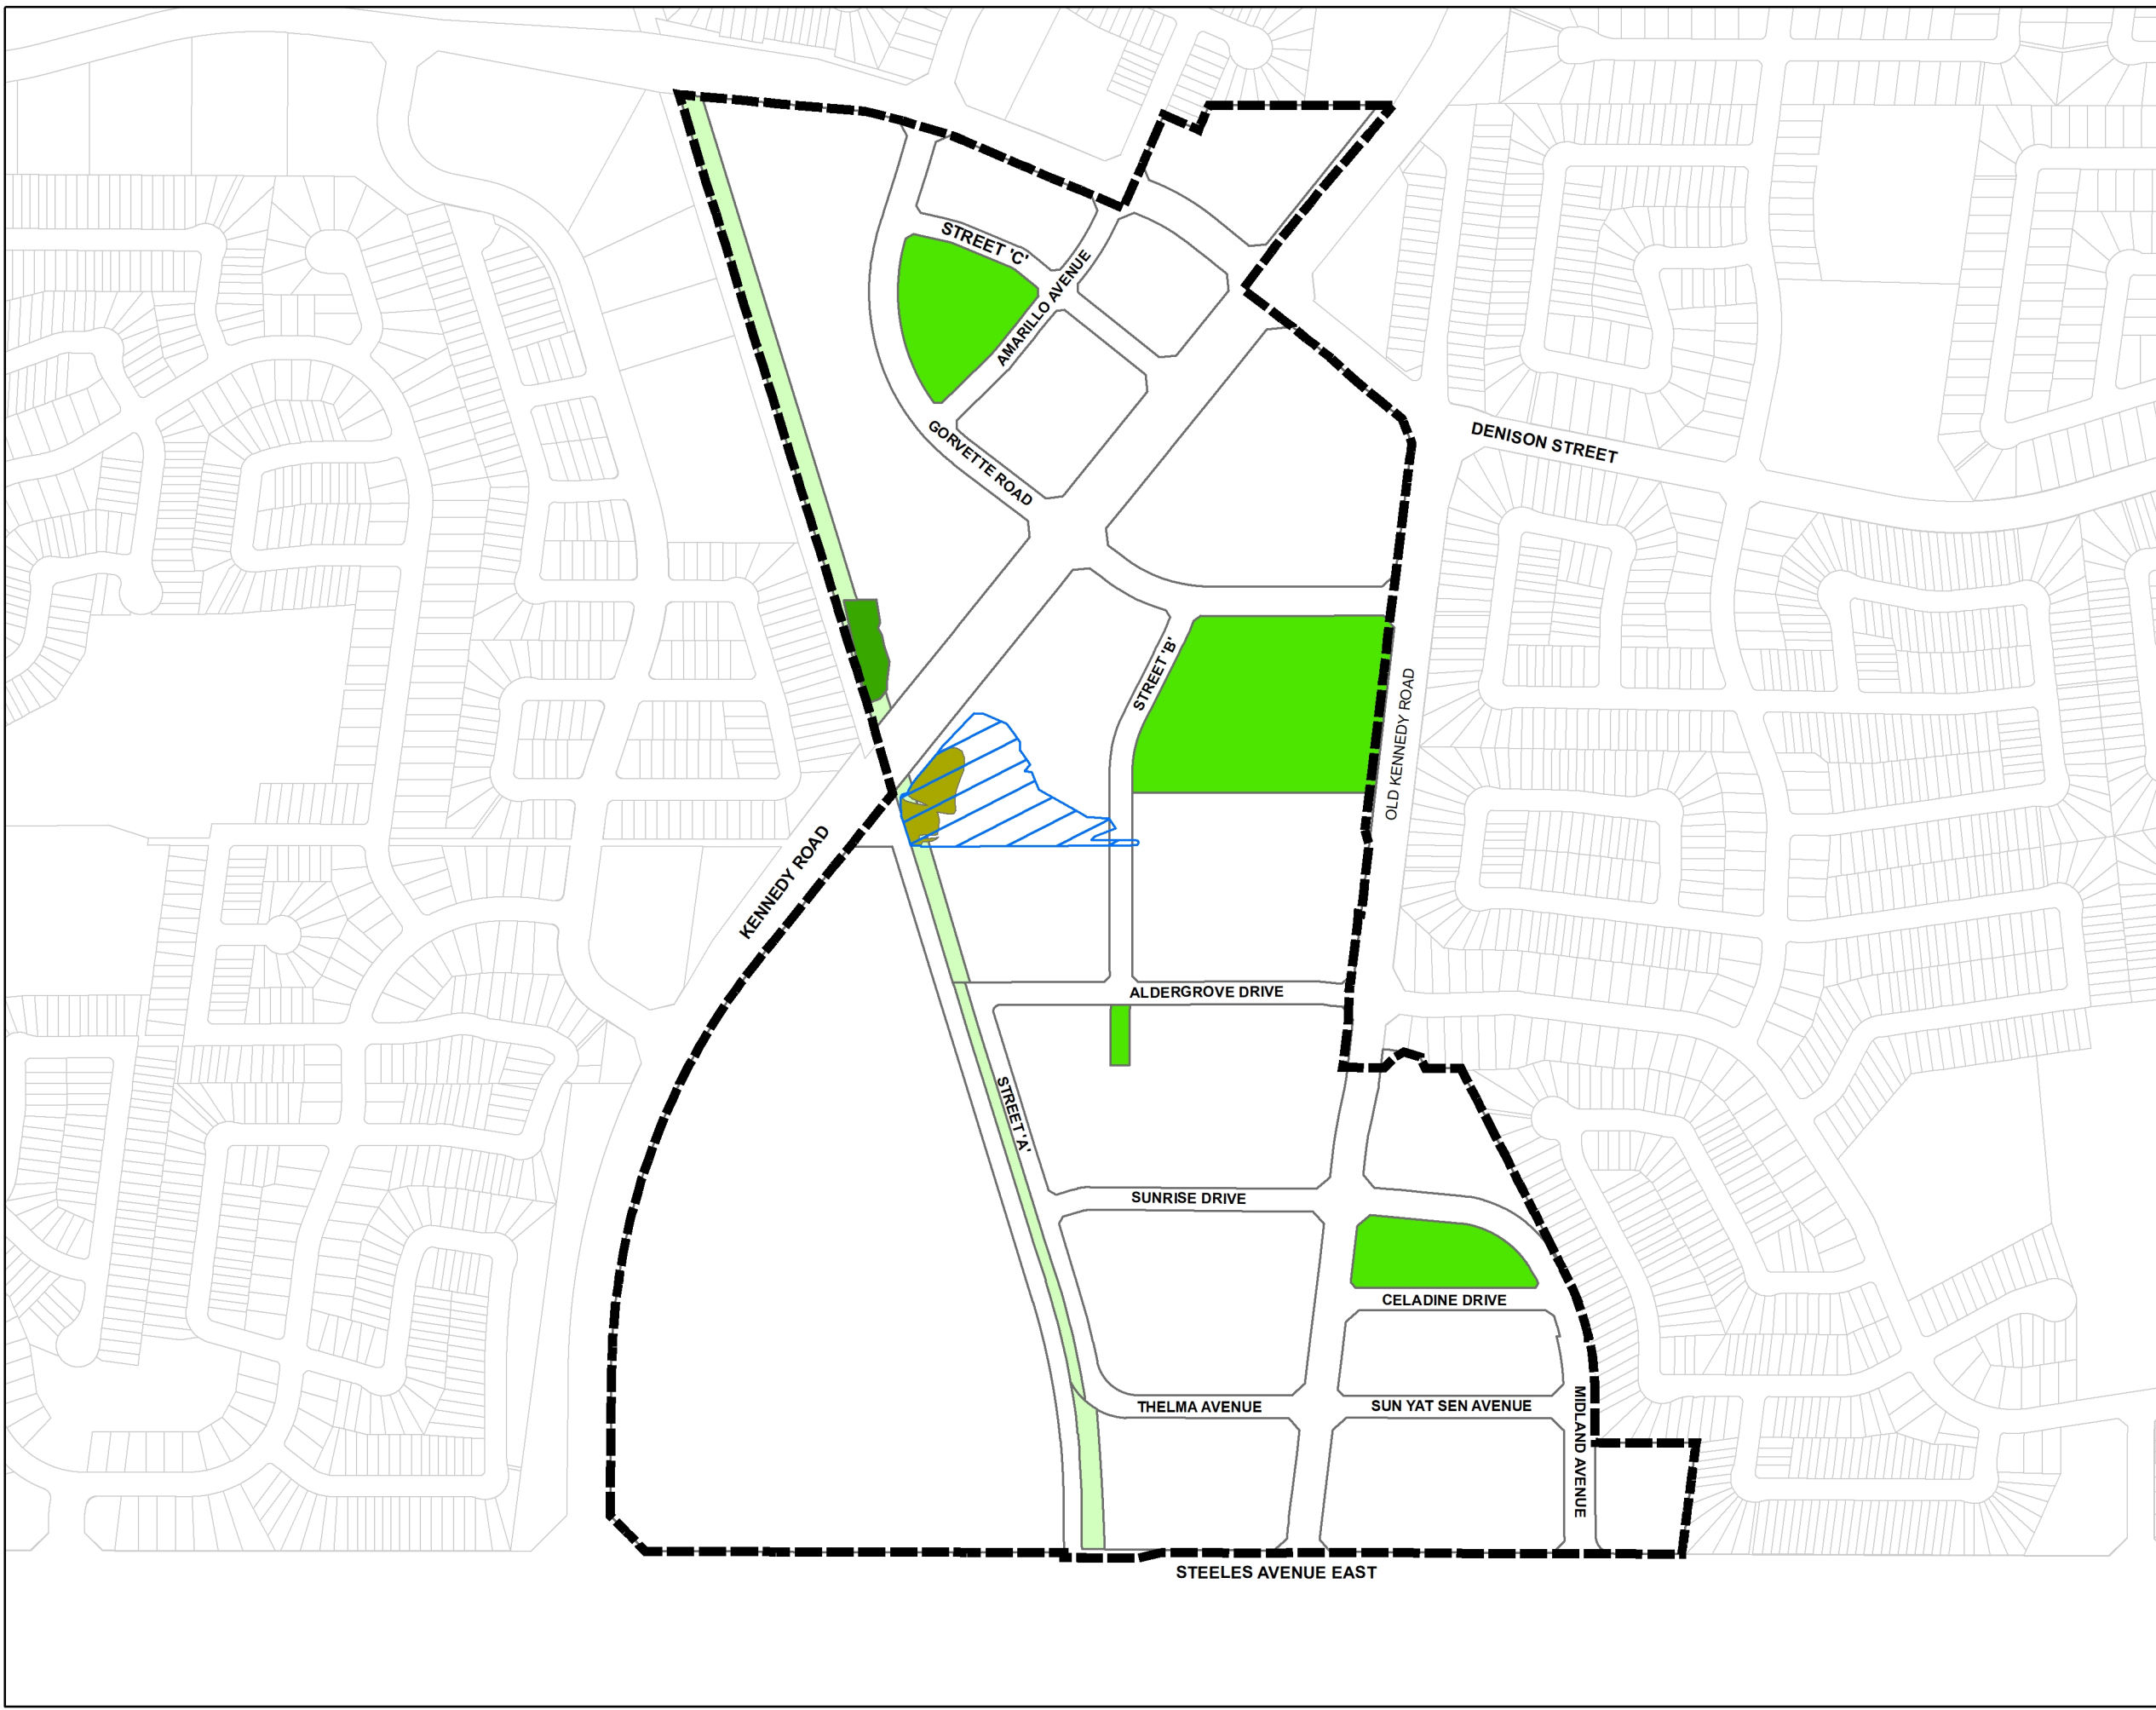 STREET 'C'
AMARILLO AVENUE
GORVETTE ROAD
DENISON STREET
STREET 'B'
OLD KENNEDY ROAD
KENNEDY ROAD
ALDERGROVE DRIVE
STREET 'A'
SUNRISE DRIVE
CELADINE DRIVE
THELMA AVENUE
SUN YAT SEN AVENUE
MIDLAND AVENUE
STEELES AVENUE EAST